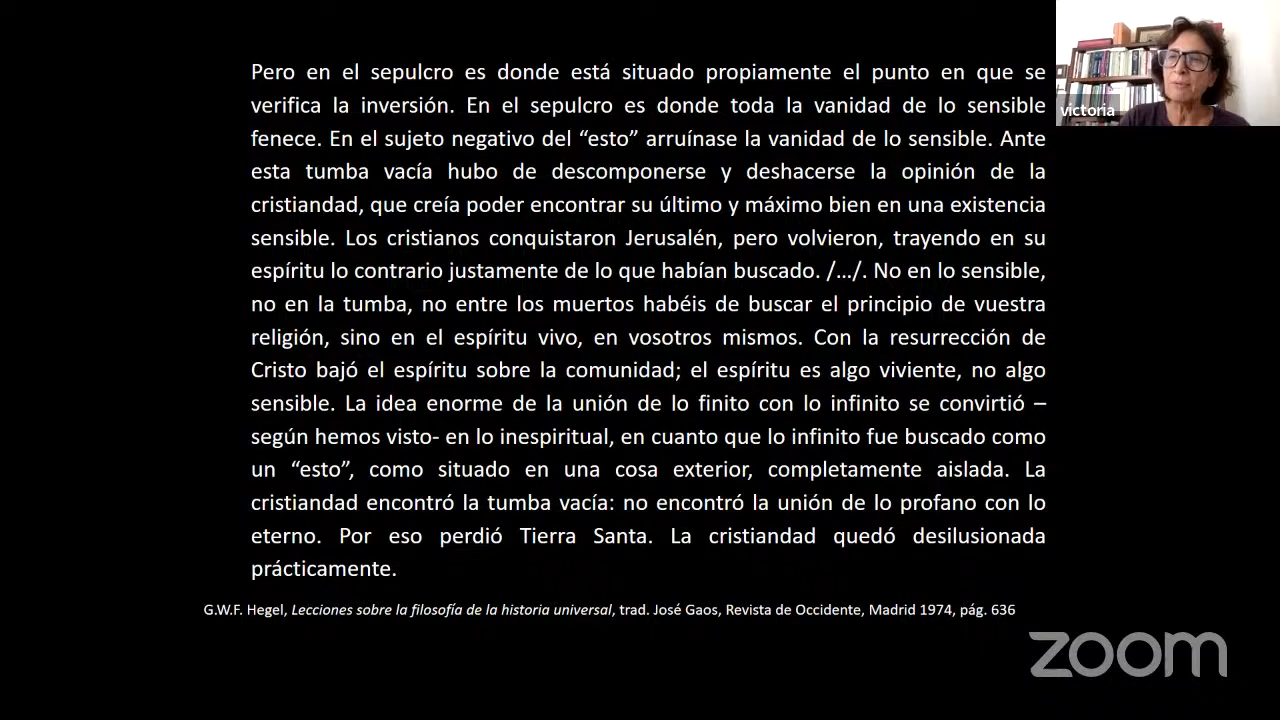 Pero en el sepulcro es donde está situado propiamente el punto en que se
verifica la inversión. En el sepulcro es donde toda la vanidad de lo sensible
fenece. En el sujeto negativo del “esto” arruínase la vanidad de lo sensible. Ante
esta tumba vacía hubo de descomponerse y deshacerse la opinión de la
cristiandad, que creía poder encontrar su último y máximo bien en una existencia
sensible. Los cristianos conquistaron Jerusalén, pero volvieron, trayendo en su
espíritu lo contrario justamente de lo que habían buscado. /…/. No en lo sensible,
no en la tumba, no entre los muertos habéis de buscar el principio de vuestra
religión, sino en el espíritu vivo, en vosotros mismos. Con la resurrección de
Cristo bajó el espíritu sobre la comunidad; el espíritu es algo viviente, no algo
sensible. La idea enorme de la unión de lo finito con lo infinito se convirtió –
según hemos visto- en lo inespiritual, en cuanto que lo infinito fue buscado como
un “esto”, como situado en una cosa exterior, completamente aislada. La
cristiandad encontró la tumba vacía: no encontró la unión de lo profano con lo
eterno. Por eso perdió Tierra Santa. La cristiandad quedó desilusionada
prácticamente.
G.W.F. Hegel, Lecciones sobre la filosofía de la historia universal, trad. José Gaos, Revista de Occidente, Madrid 1974, pág. 636
victoria
zoom